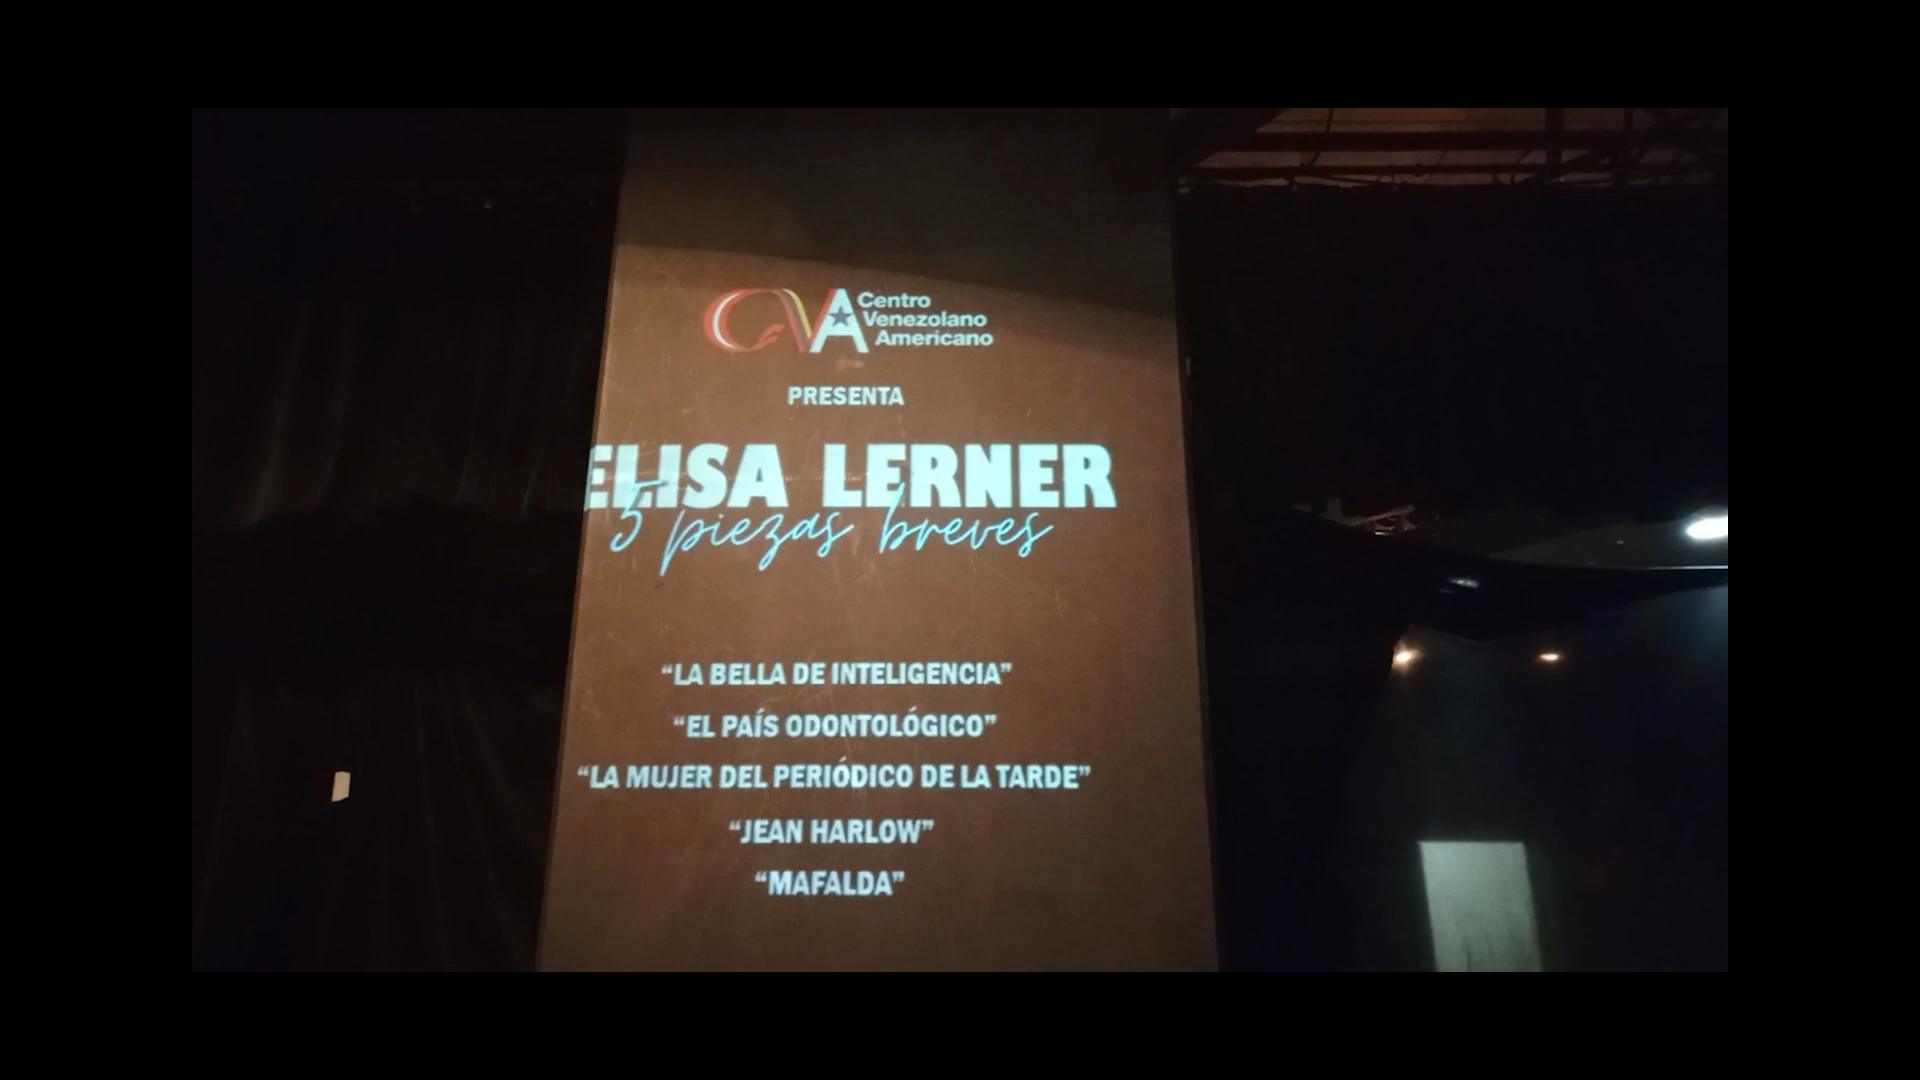 CVA Centro
Venezolano
Americano
PRESENTA
ELISA LERNER
5 piezas breves
“LA BELLA DE INTELIGENCIA”
“EL PAÍS ODONTOLÓGICO”
“LA MUJER DEL PERIÓDICO DE LA TARDE”
“JEAN HARLOW”
“MAFALDA”